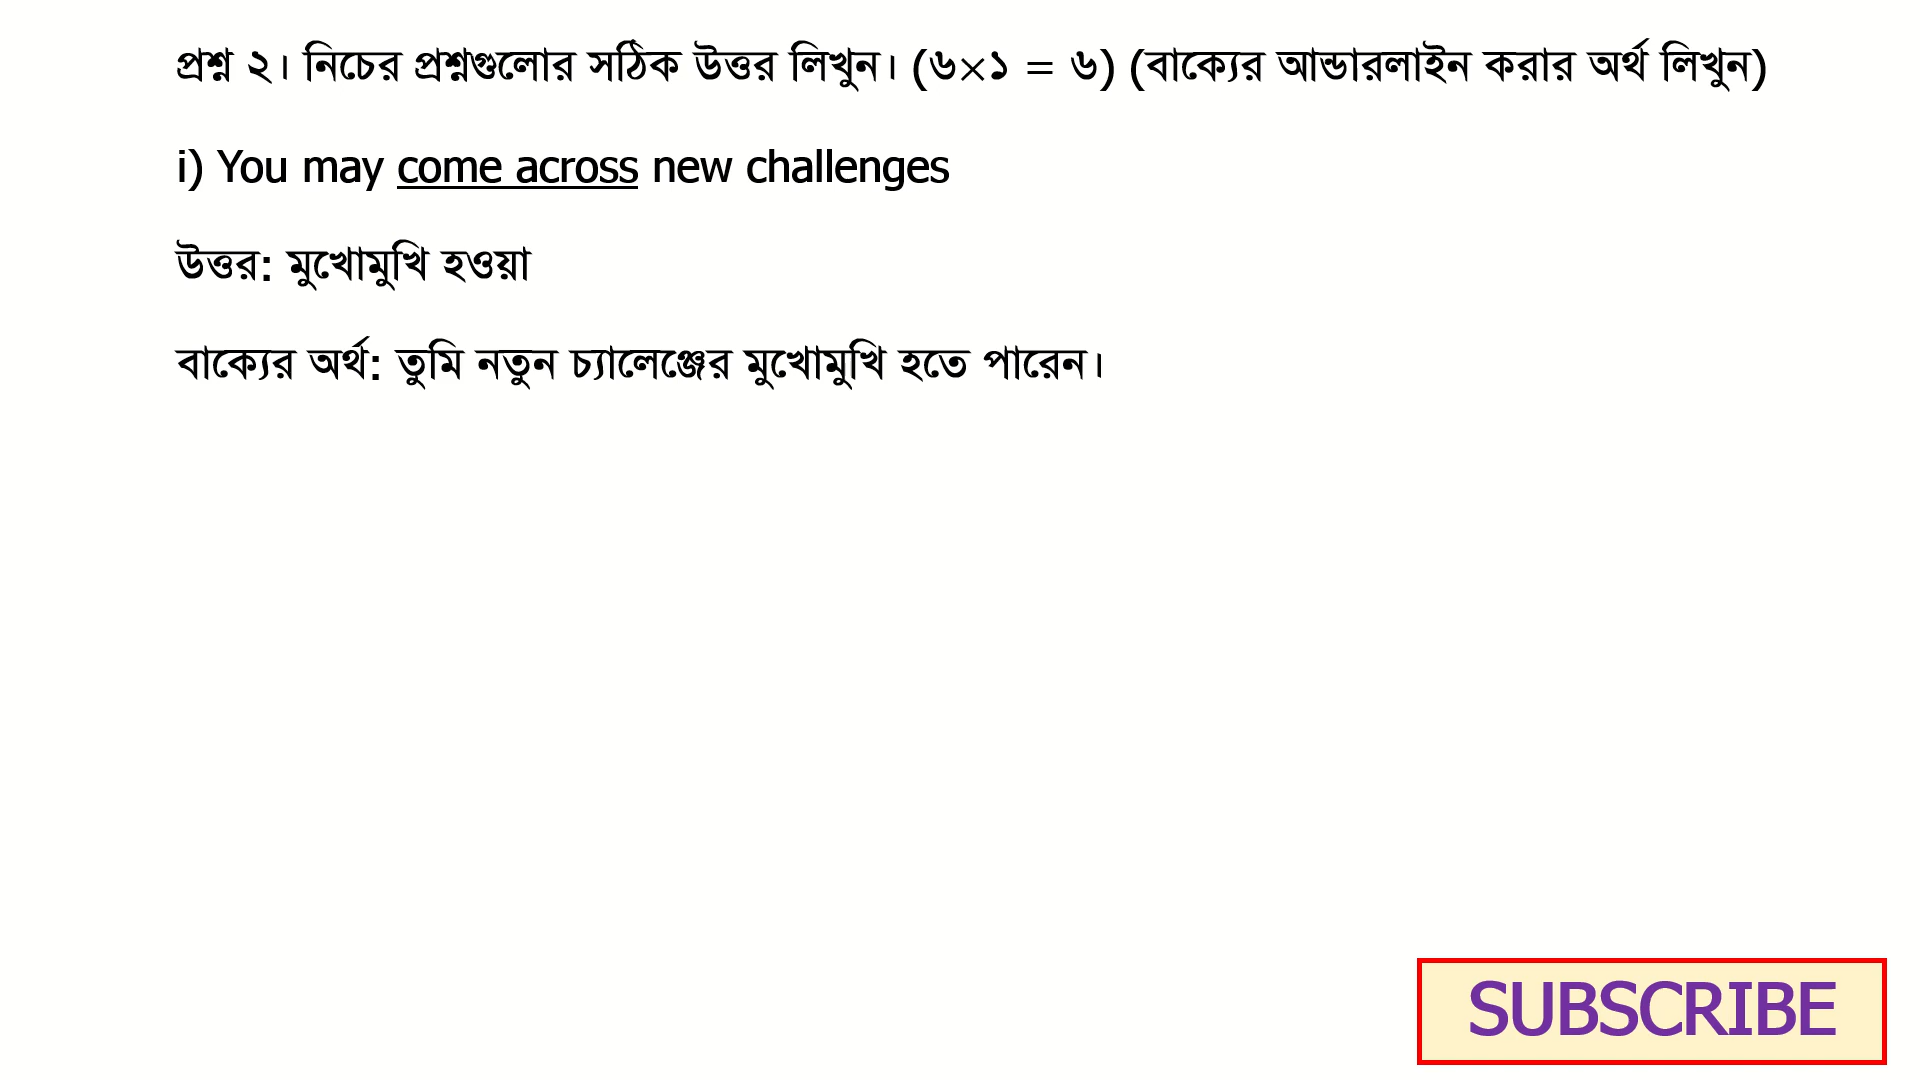 প্রশ্ন ২। নিচের প্রশ্নগুলোর সঠিক উত্তর লিখুন। (৬×১ = ৬) (বাক্যের আন্ডারলাইন করার অর্থ লিখুন)
i) You may come across new challenges
উত্তর: মুখোমুখি হওয়া
বাক্যের অর্থ: তুমি নতুন চ্যালেঞ্জের মুখোমুখি হতে পারেন।
SUBSCRIBE